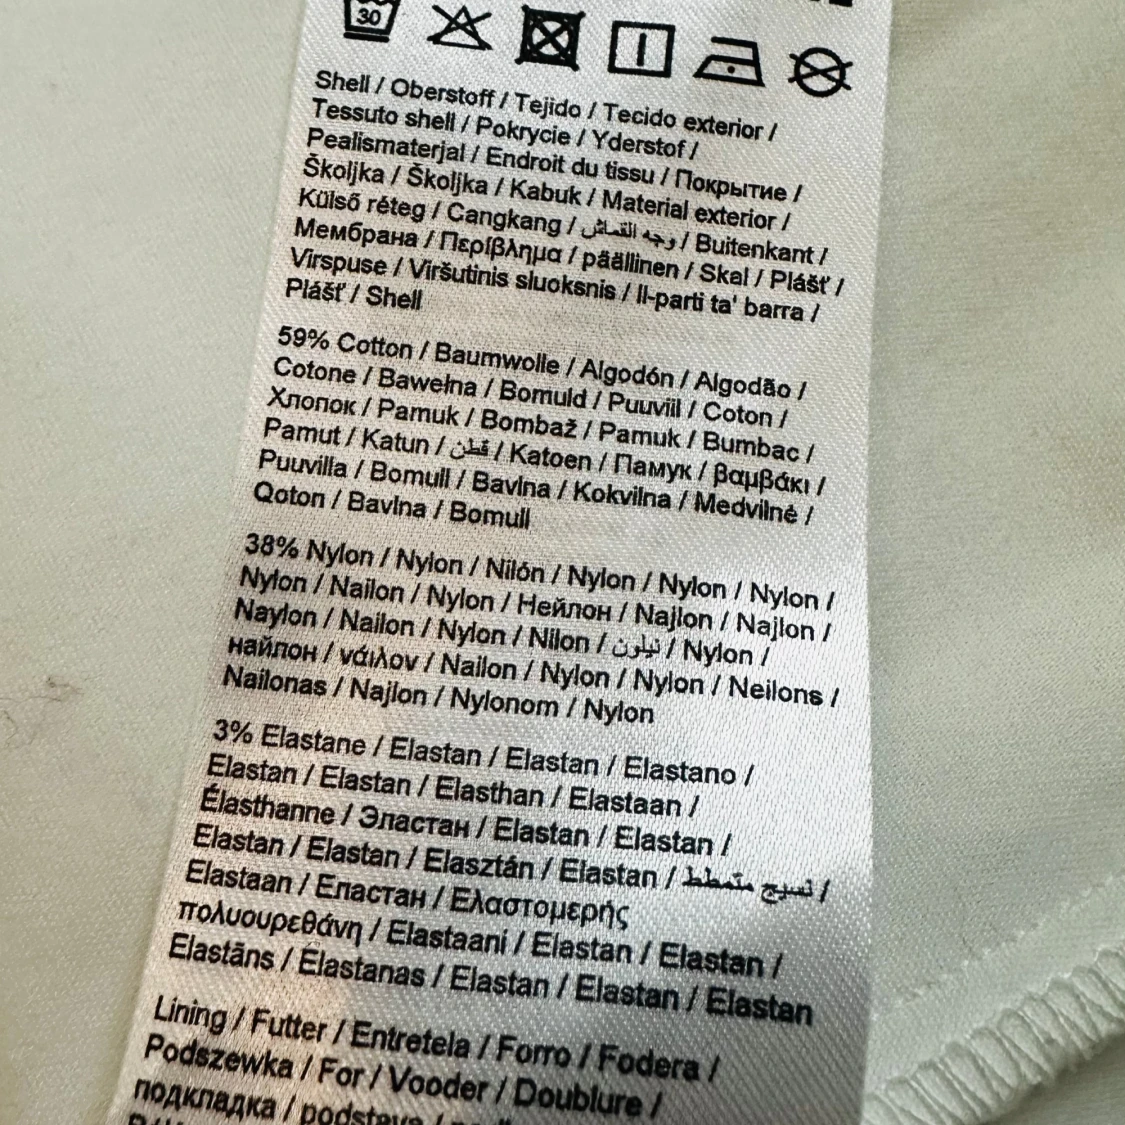 30
Shell / Oberstoff / Tejido / Tecido exterior /
Tessuto shell / Pokrycie / Yderstof /
Pealismaterjal / Endroit du tissu / Покрытие /
Školjka / Školjka / Kabuk / Material exterior /
Külső réteg / Cangkang / وجه القماش / Buitenkant /
Мембрана / Περίβλημα / päällinen / Skal / Plášť /
Virspuse / Viršutinis sluoksnis / Il-parti ta' barra /
Plášť / Shell
59% Cotton / Baumwolle / Algodón / Algodão /
Cotone / Bawełna / Bomuld / Puuvill / Coton /
Хлопок / Pamuk / Bombaž / Pamuk / Bumbac /
Pamut / Katun / قطن / Katoen / Памук / βαμβάκι /
Puuvilla / Bomull / Bavlna / Kokvilna / Medvilnė /
Qoton / Bavlna / Bomull
38% Nylon / Nylon / Nilón / Nylon / Nylon / Nylon /
Nylon / Nailon / Nylon / Нейлон / Najlon / Najlon /
Naylon / Nailon / Nylon / Nilon / نيلون / Nylon /
найлон / νάιλον / Nailon / Nylon / Nylon / Neilons /
Nailonas / Najlon / Nylonom / Nylon
3% Elastane / Elastan / Elastan / Elastano /
Elastan / Elastan / Elasthan / Elastaan /
Élasthanne / Эластан / Elastan / Elastan /
Elastan / Elastan / Elasztán / Elastan / نسيج متمطط /
Elastaan / Еластан / Ελαστομερής
πολυουρεθάνη / Elastaani / Elastan / Elastan /
Elastāns / Elastanas / Elastan / Elastan / Elastan
Lining / Futter / Entretela / Forro / Fodera /
Podszewka / For / Vooder / Doublure /
подкладка / podstava /